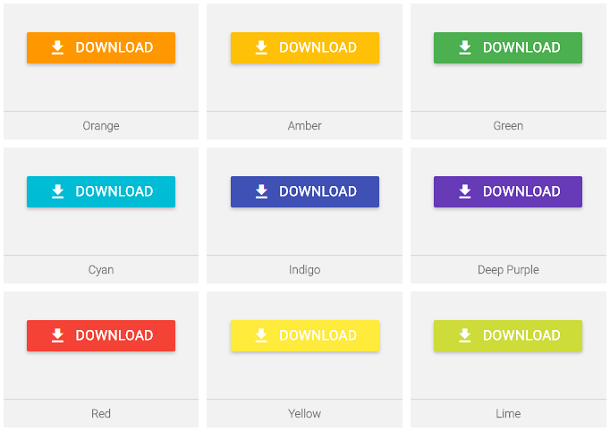 DOWNLOAD
DOWNLOAD
DOWNLOAD
Orange
Amber
Green
DOWNLOAD
DOWNLOAD
DOWNLOAD
Cyan
Indigo
Deep Purple
DOWNLOAD
DOWNLOAD
DOWNLOAD
Red
Yellow
Lime